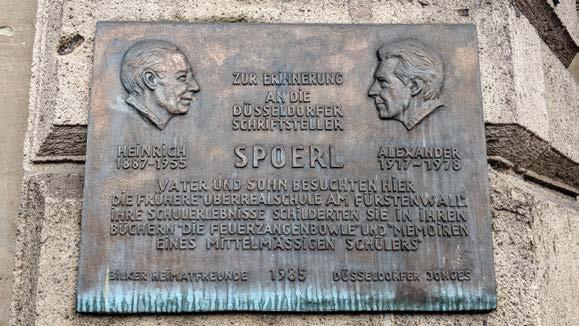 ZUR ERINNERUNG
AN DIE
DÜSSELDORFER
SCHRIFTSTELLER
HEINRICH SPOERL ALEXANDER
1887-1955 1917-1978
VATER UND SOHN BESUCHTEN HIER
DIE FRÜHERE "OBERREALSCHULE AM FÜRSTENWALL".
IHRE SCHULERLEBNISSE SCHILDERTEN SIE IN IHREN
BÜCHERN "DIE FEUERZANGENBOWLE" UND "MEMOIREN
EINES MITTELMÄSSIGEN SCHÜLERS"
BILKER HEIMATFREUNDE 1985 DÜSSELDORFER JONGES